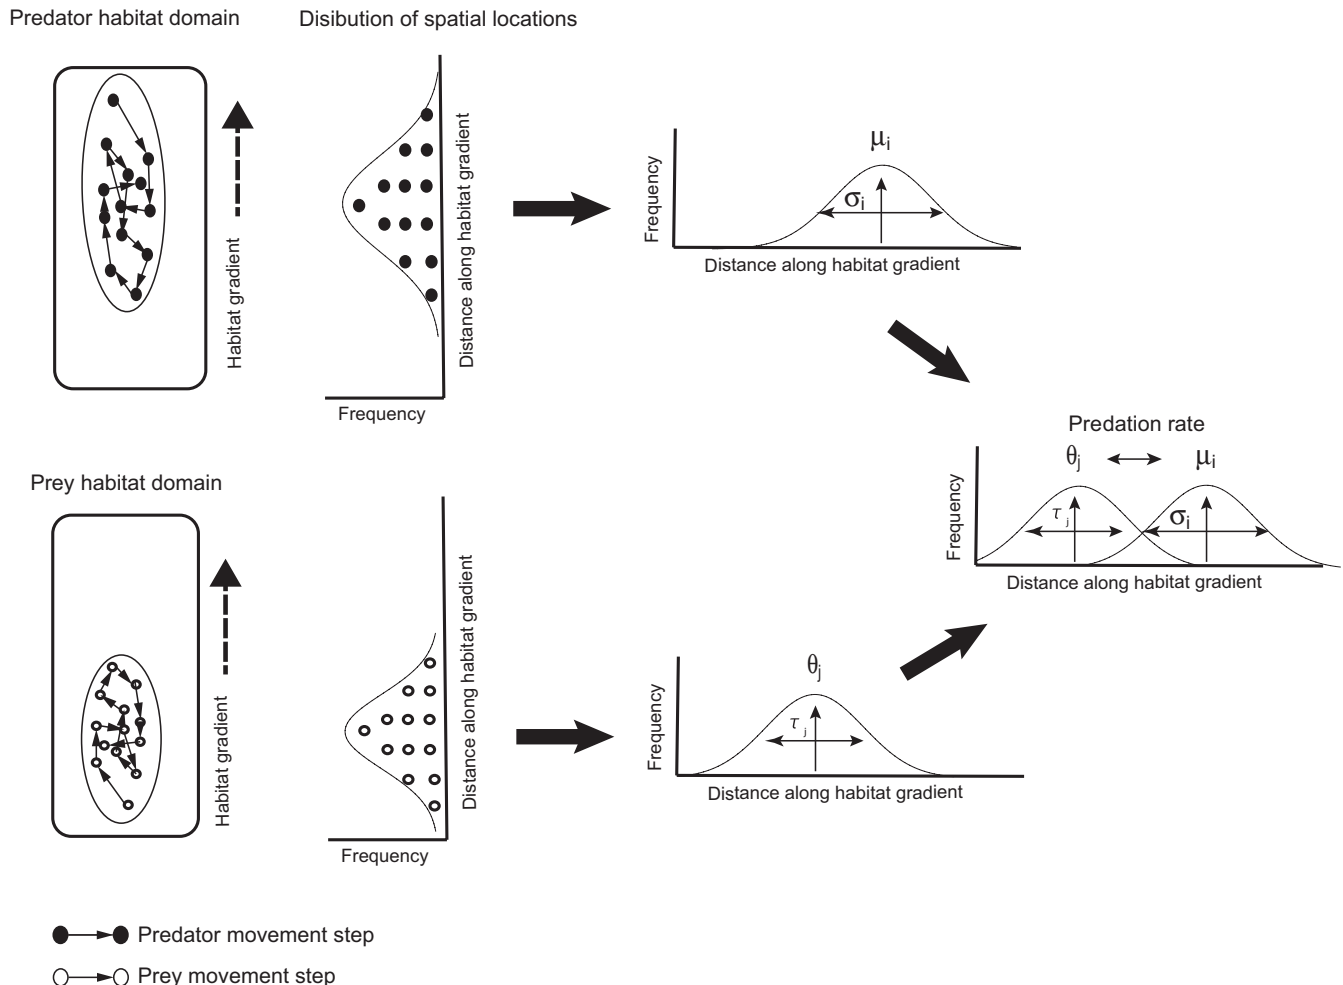 Predator habitat domain
Disibution of spatial locations
Habitat gradient
Distance along habitat gradient
Frequency
Frequency
μi
σi
Distance along habitat gradient
Predation rate
θj
μi
Frequency
τ j
σi
Distance along habitat gradient
Prey habitat domain
Habitat gradient
Distance along habitat gradient
Frequency
Frequency
θj
τ j
Distance along habitat gradient
Predator movement step
Prey movement step